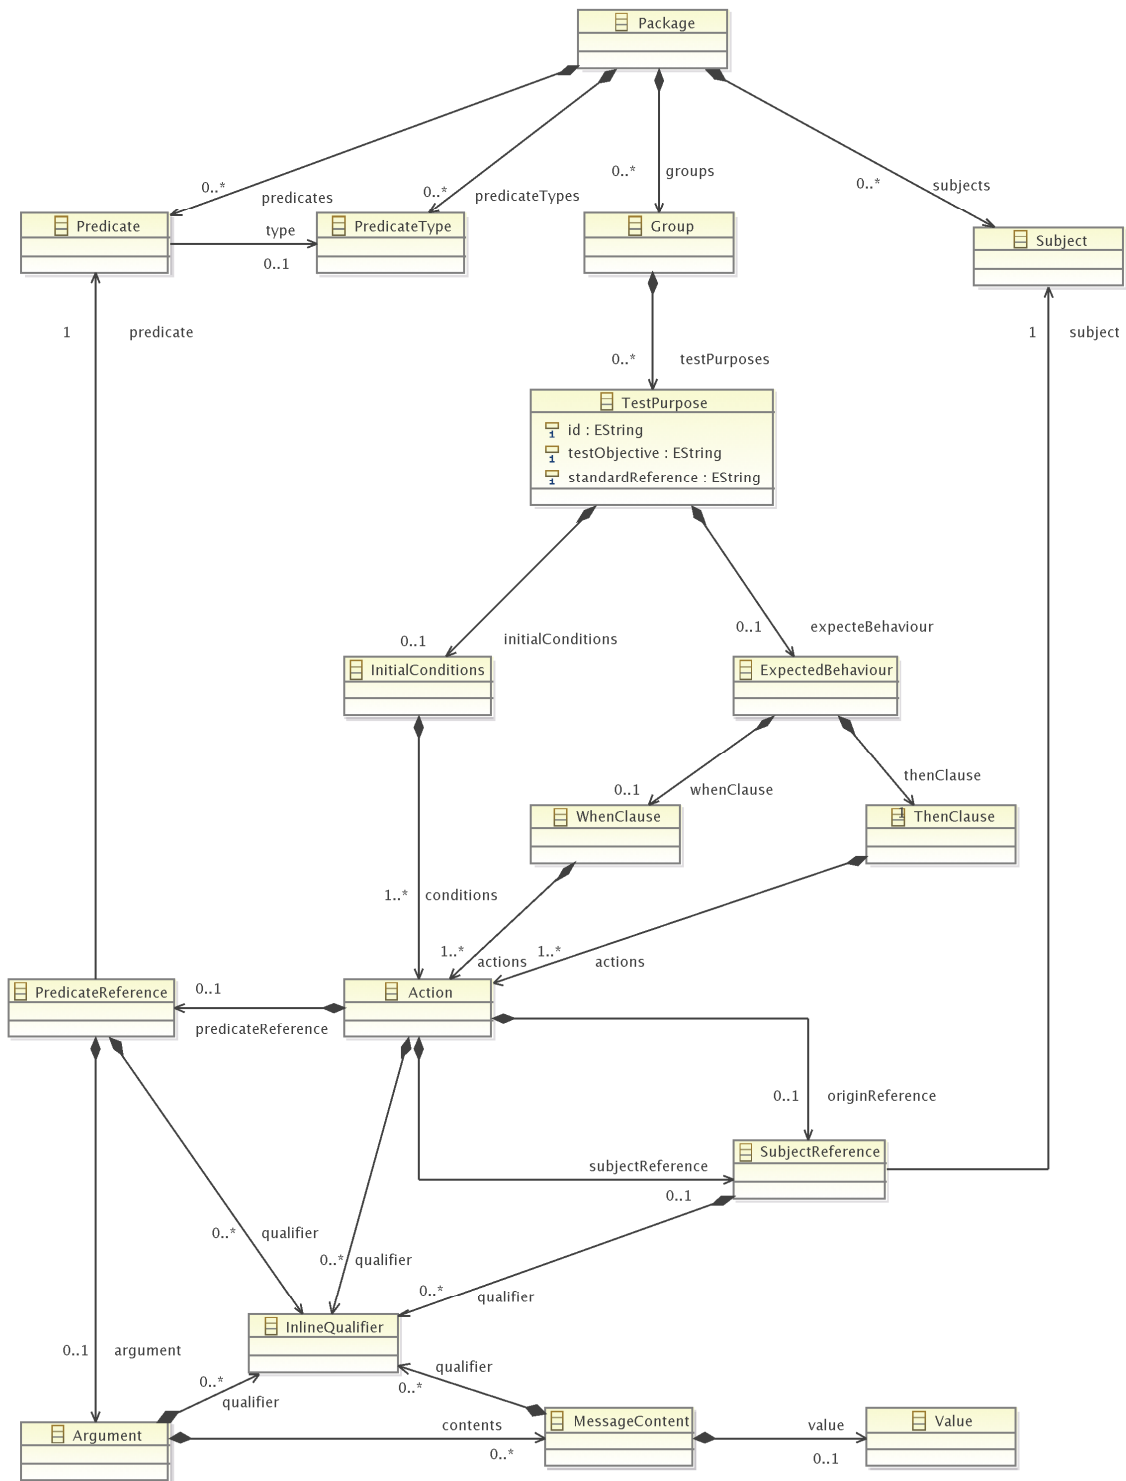 Package
0..*
predicates
0..*
predicateTypes
0..*
groups
0..*
subjects
Predicate
type
0..1
PredicateType
Group
Subject
1
predicate
0..*
testPurposes
1
subject
TestPurpose
id : EString
testObjective : EString
standardReference : EString
0..1
initialConditions
0..1
expecteBehaviour
InitialConditions
ExpectedBehaviour
0..1
whenClause
thenClause
WhenClause
1
ThenClause
1..*
conditions
1..*
actions
1..*
actions
PredicateReference
0..1
predicateReference
Action
0..1
originReference
subjectReference
0..1
SubjectReference
0..*
qualifier
0..*
qualifier
0..*
qualifier
InlineQualifier
0..1
argument
0..*
qualifier
qualifier
0..*
Argument
contents
0..*
MessageContent
value
0..1
Value